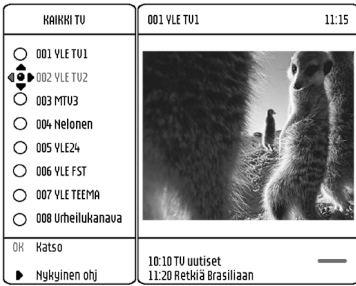 KAIKKI TV
001 YLE TV1
002 YLE TV2
003 MTV3
004 Nelonen
005 YLE24
006 YLE FST
007 YLE TEEMA
008 Urheilukanava
OK Katso
Nykyinen ohj
001 YLE TV1 11:15
10:10 TV uutiset
11:20 Retkiä Brasiliaan